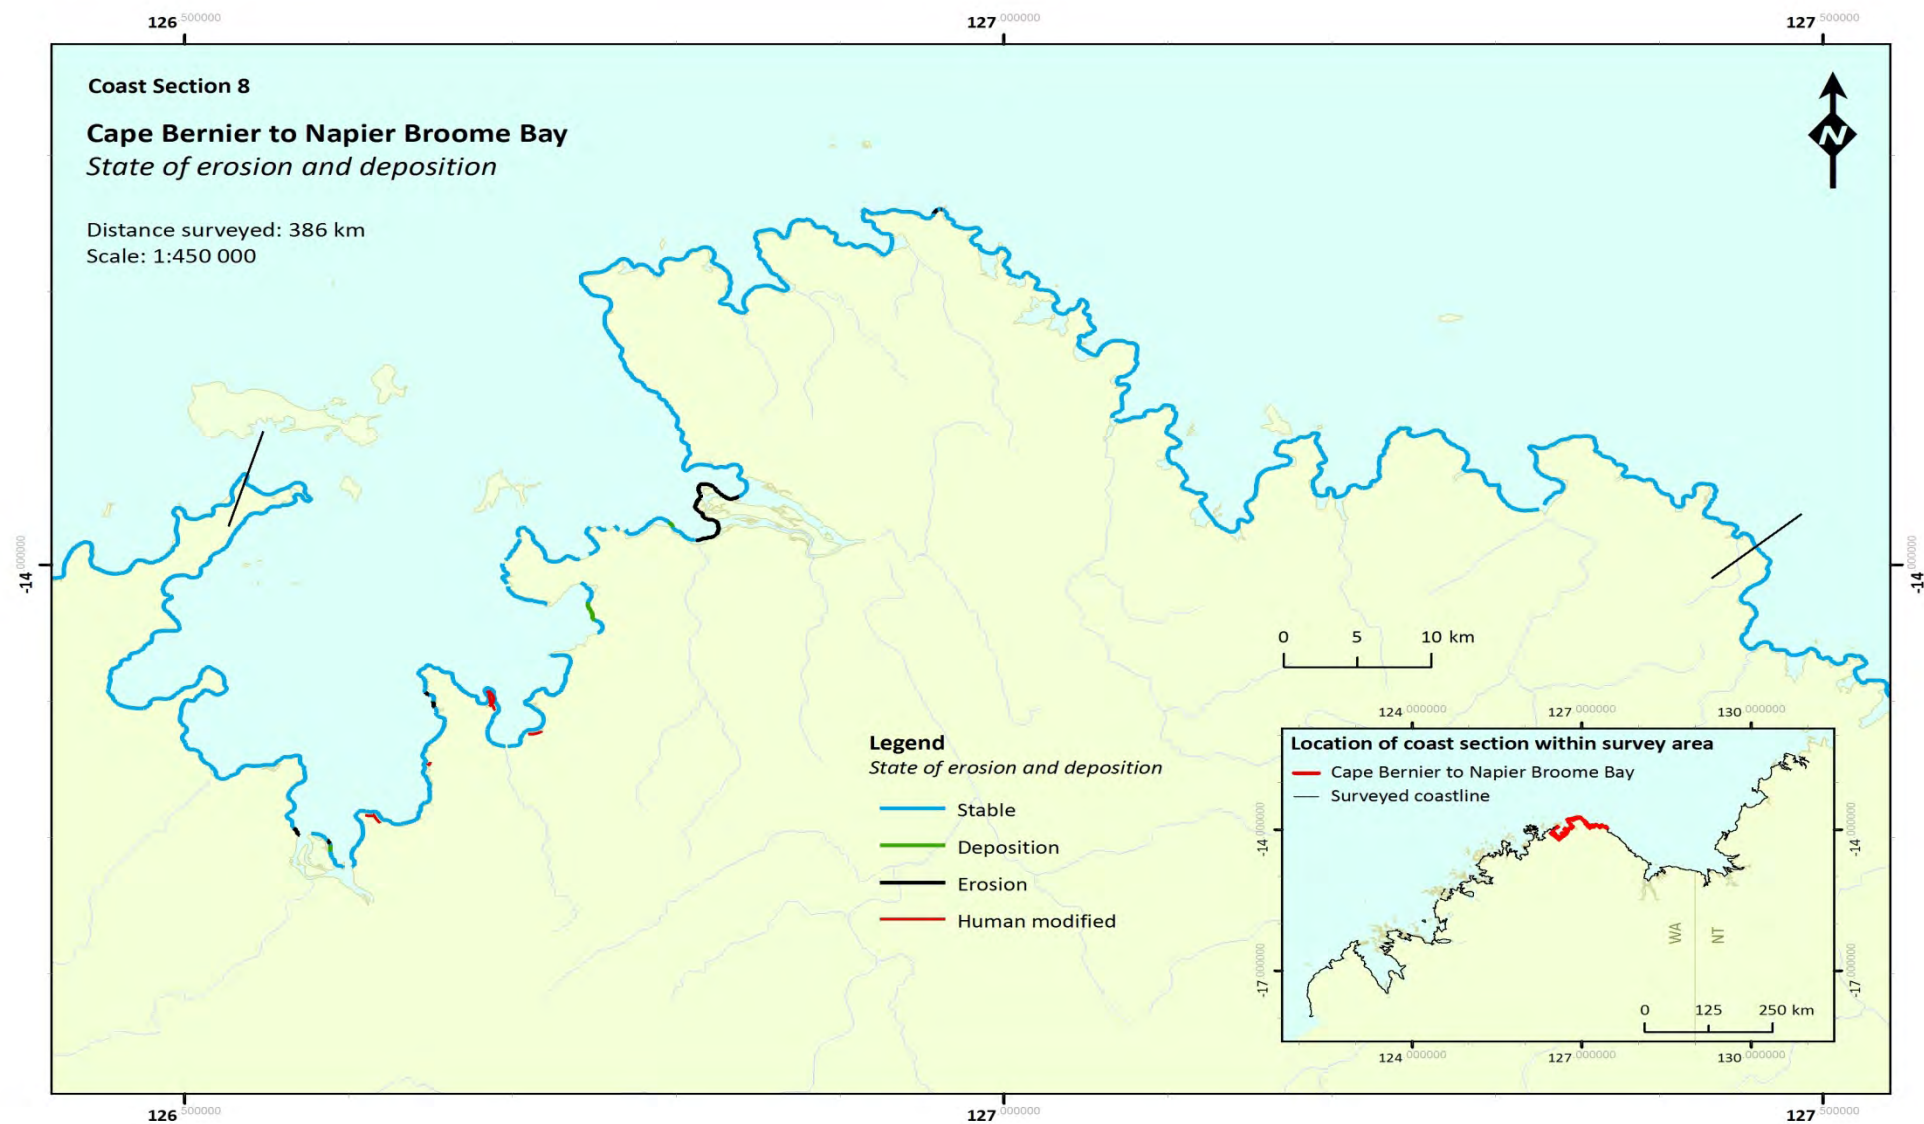 126 500000
127 000000
127 500000
Coast Section 8
Cape Bernier to Napier Broome Bay
State of erosion and deposition
Distance surveyed: 386 km
Scale: 1:450 000
N
-14 000000
-14 000000
0 5 10 km
Legend
State of erosion and deposition
Stable
Deposition
Erosion
Human modified
124 000000
127 000000
130 000000
Location of coast section within survey area
Cape Bernier to Napier Broome Bay
Surveyed coastline
-14 000000
-14 000000
WA
NT
-17 000000
-17 000000
0 125 250 km
124 000000
127 000000
130 000000
126 500000
127 000000
127 500000